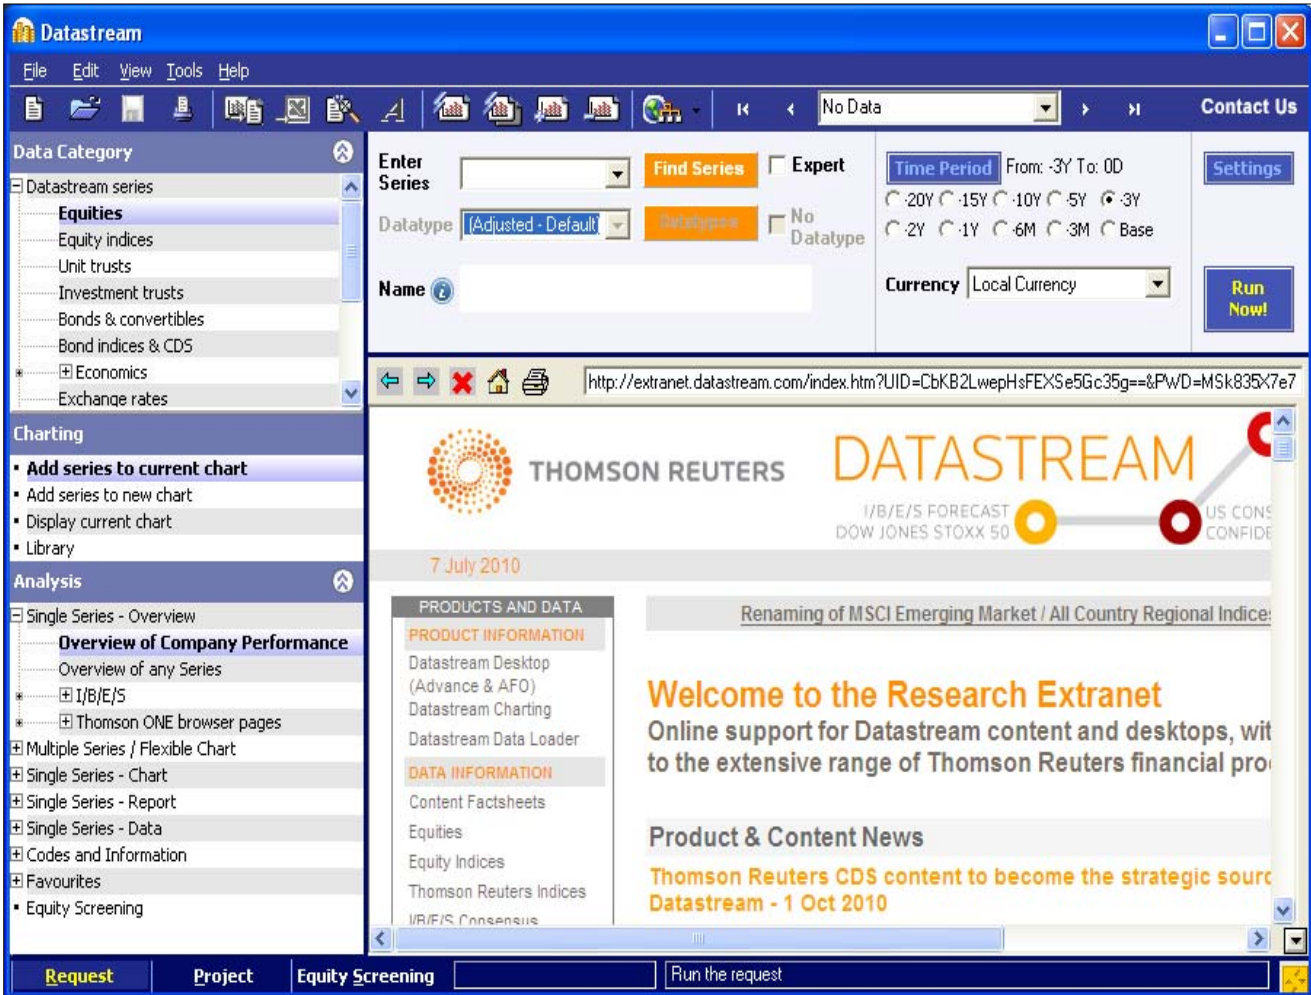 Datastream
File Edit View Tools Help
No Data
Contact Us
Data Category
Datastream series
Equities
Equity indices
Unit trusts
Investment trusts
Bonds & convertibles
Bond indices & CDS
Economics
Exchange rates
Charting
Add series to current chart
Add series to new chart
Display current chart
Library
Analysis
Single Series - Overview
Overview of Company Performance
Overview of any Series
I/B/E/S
Thomson ONE browser pages
Multiple Series / Flexible Chart
Single Series - Chart
Single Series - Report
Single Series - Data
Codes and Information
Favourites
Equity Screening
Enter Series
Find Series
Expert
Datatype
(Adjusted - Default)
Datatypes
No Datatype
Name
Time Period From: -3Y To: 0D
-20Y -15Y -10Y -5Y -3Y
-2Y -1Y -6M -3M Base
Currency Local Currency
Settings
Run Now!
http://extranet.datastream.com/index.htm?UID=CbKB2LwepHsFEXSe5Gc35g==&PWD=MSk835X7e7
THOMSON REUTERS
DATASTREAM
I/B/E/S FORECAST
DOW JONES STOXX 50
US CONS
CONFIDE
7 July 2010
PRODUCTS AND DATA
PRODUCT INFORMATION
Datastream Desktop
(Advance & AFO)
Datastream Charting
Datastream Data Loader
DATA INFORMATION
Content Factsheets
Equities
Equity Indices
Thomson Reuters Indices
I/B/E/S Consensus
Renaming of MSCI Emerging Market / All Country Regional Indices
Welcome to the Research Extranet
Online support for Datastream content and desktops, wit
to the extensive range of Thomson Reuters financial pro
Product & Content News
Thomson Reuters CDS content to become the strategic sourc
Datastream - 1 Oct 2010
Request Project Equity Screening
Run the request